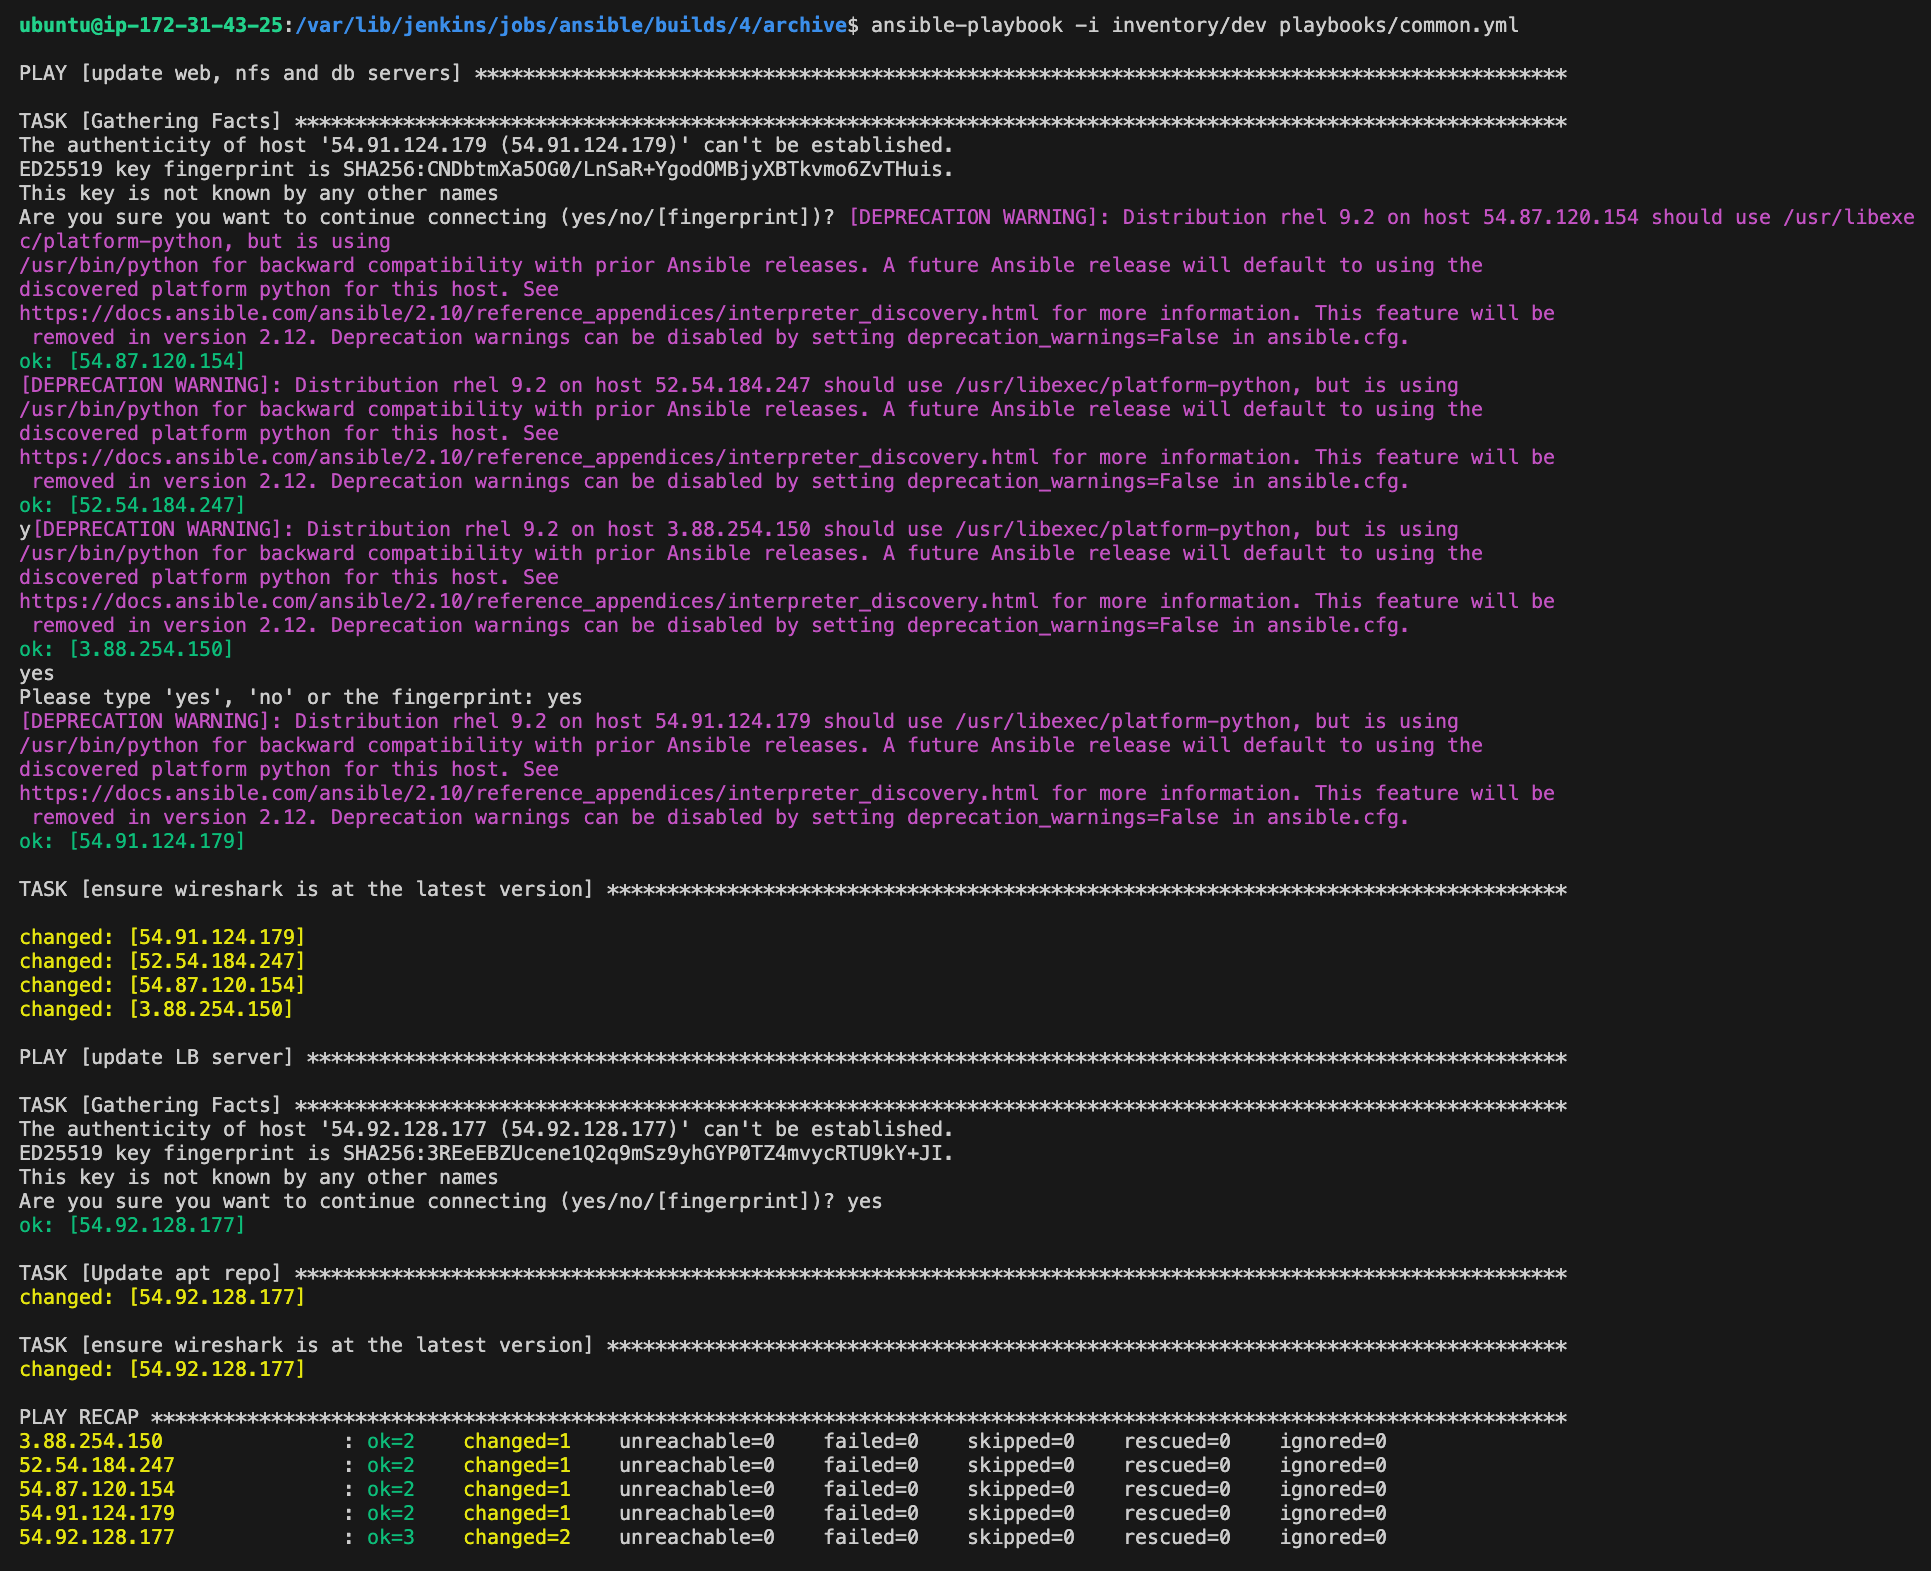 ubuntu@ip-172-31-43-25:/var/lib/jenkins/jobs/ansible/builds/4/archive$ ansible-playbook -i inventory/dev playbooks/common.yml
PLAY [update web, nfs and db servers] *******************************************************************************************
TASK [Gathering Facts] **********************************************************************************************************
The authenticity of host '54.91.124.179 (54.91.124.179)' can't be established.
ED25519 key fingerprint is SHA256:CNDbtmXa5OG0/LnSaR+YgodOMBjyXBTkvmo6ZvTHuis.
This key is not known by any other names
Are you sure you want to continue connecting (yes/no/[fingerprint])? [DEPRECATION WARNING]: Distribution rhel 9.2 on host 54.87.120.154 should use /usr/libexe
c/platform-python, but is using
/usr/bin/python for backward compatibility with prior Ansible releases. A future Ansible release will default to using the
discovered platform python for this host. See
https://docs.ansible.com/ansible/2.10/reference_appendices/interpreter_discovery.html for more information. This feature will be
 removed in version 2.12. Deprecation warnings can be disabled by setting deprecation_warnings=False in ansible.cfg.
ok: [54.87.120.154]
[DEPRECATION WARNING]: Distribution rhel 9.2 on host 52.54.184.247 should use /usr/libexec/platform-python, but is using
/usr/bin/python for backward compatibility with prior Ansible releases. A future Ansible release will default to using the
discovered platform python for this host. See
https://docs.ansible.com/ansible/2.10/reference_appendices/interpreter_discovery.html for more information. This feature will be
 removed in version 2.12. Deprecation warnings can be disabled by setting deprecation_warnings=False in ansible.cfg.
ok: [52.54.184.247]
y[DEPRECATION WARNING]: Distribution rhel 9.2 on host 3.88.254.150 should use /usr/libexec/platform-python, but is using
/usr/bin/python for backward compatibility with prior Ansible releases. A future Ansible release will default to using the
discovered platform python for this host. See
https://docs.ansible.com/ansible/2.10/reference_appendices/interpreter_discovery.html for more information. This feature will be
 removed in version 2.12. Deprecation warnings can be disabled by setting deprecation_warnings=False in ansible.cfg.
ok: [3.88.254.150]
yes
Please type 'yes', 'no' or the fingerprint: yes
[DEPRECATION WARNING]: Distribution rhel 9.2 on host 54.91.124.179 should use /usr/libexec/platform-python, but is using
/usr/bin/python for backward compatibility with prior Ansible releases. A future Ansible release will default to using the
discovered platform python for this host. See
https://docs.ansible.com/ansible/2.10/reference_appendices/interpreter_discovery.html for more information. This feature will be
 removed in version 2.12. Deprecation warnings can be disabled by setting deprecation_warnings=False in ansible.cfg.
ok: [54.91.124.179]
TASK [ensure wireshark is at the latest version] ********************************************************************************
changed: [54.91.124.179]
changed: [52.54.184.247]
changed: [54.87.120.154]
changed: [3.88.254.150]
PLAY [update LB server] *********************************************************************************************************
TASK [Gathering Facts] **********************************************************************************************************
The authenticity of host '54.92.128.177 (54.92.128.177)' can't be established.
ED25519 key fingerprint is SHA256:3REeEBZUcene1Q2q9mSz9yhGYP0TZ4mvycRTU9kY+JI.
This key is not known by any other names
Are you sure you want to continue connecting (yes/no/[fingerprint])? yes
ok: [54.92.128.177]
TASK [Update apt repo] **********************************************************************************************************
changed: [54.92.128.177]
TASK [ensure wireshark is at the latest version] ********************************************************************************
changed: [54.92.128.177]
PLAY RECAP **********************************************************************************************************************
3.88.254.150               : ok=2    changed=1    unreachable=0    failed=0    skipped=0    rescued=0    ignored=0
52.54.184.247              : ok=2    changed=1    unreachable=0    failed=0    skipped=0    rescued=0    ignored=0
54.87.120.154              : ok=2    changed=1    unreachable=0    failed=0    skipped=0    rescued=0    ignored=0
54.91.124.179              : ok=2    changed=1    unreachable=0    failed=0    skipped=0    rescued=0    ignored=0
54.92.128.177              : ok=3    changed=2    unreachable=0    failed=0    skipped=0    rescued=0    ignored=0